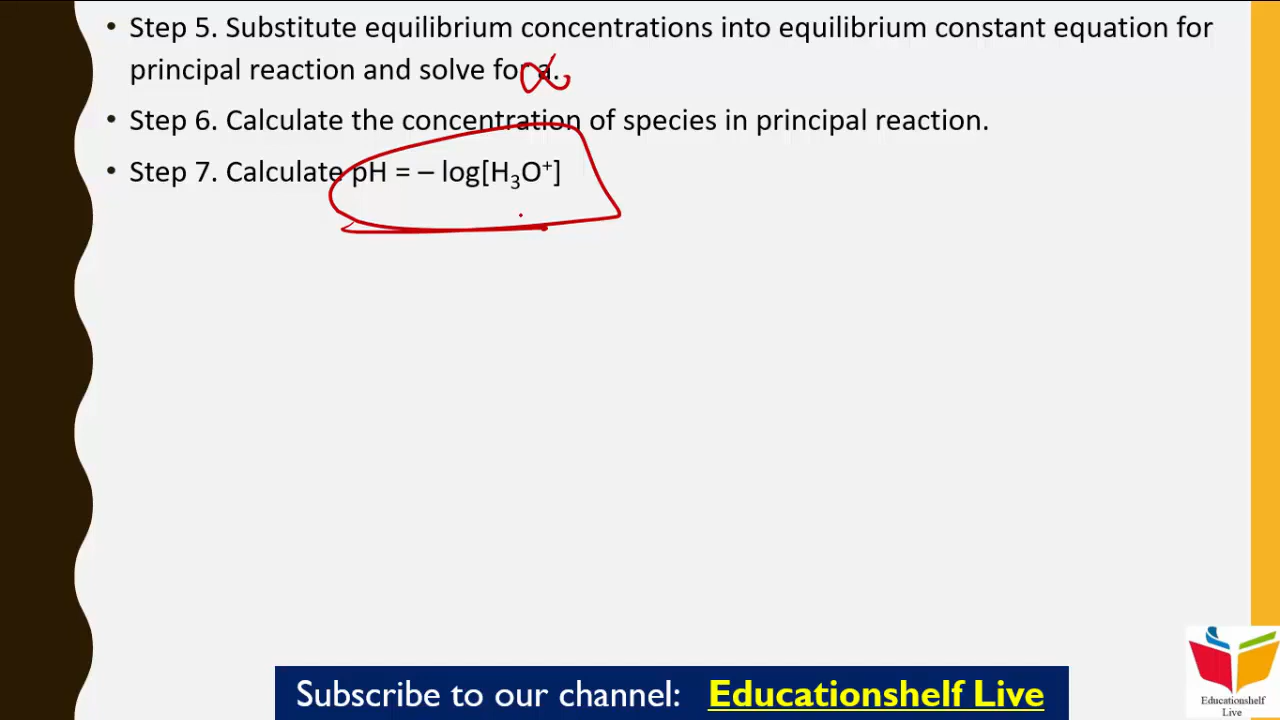 • Step 5. Substitute equilibrium concentrations into equilibrium constant equation for
principal reaction and solve for a.
α
• Step 6. Calculate the concentration of species in principal reaction.
• Step 7. Calculate pH = – log[H₃O⁺]
Subscribe to our channel: Educationshelf Live
Educationshelf
Live